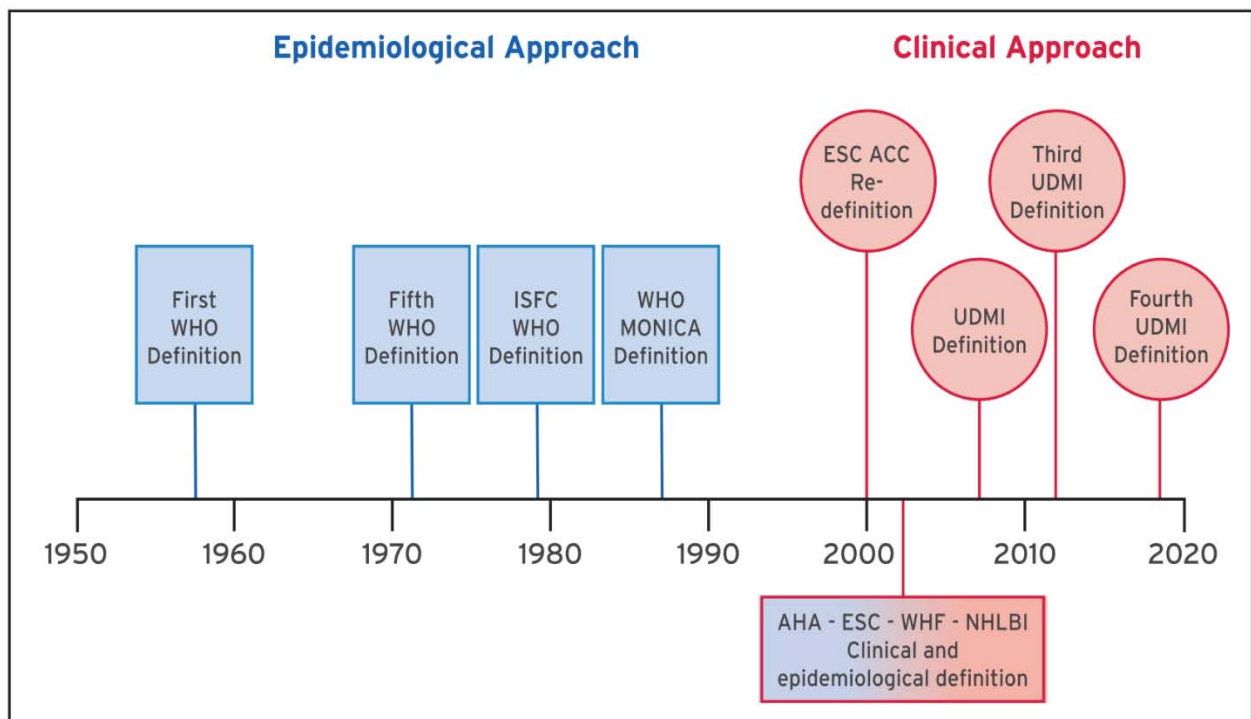 Epidemiological Approach
Clinical Approach
First
WHO
Definition
Fifth
WHO
Definition
ISFC
WHO
Definition
WHO
MONICA
Definition
ESC ACC
Re-
definition
UDMI
Definition
Third
UDMI
Definition
Fourth
UDMI
Definition
1950
1960
1970
1980
1990
2000
2010
2020
AHA - ESC - WHF - NHLBI
Clinical and
epidemiological definition